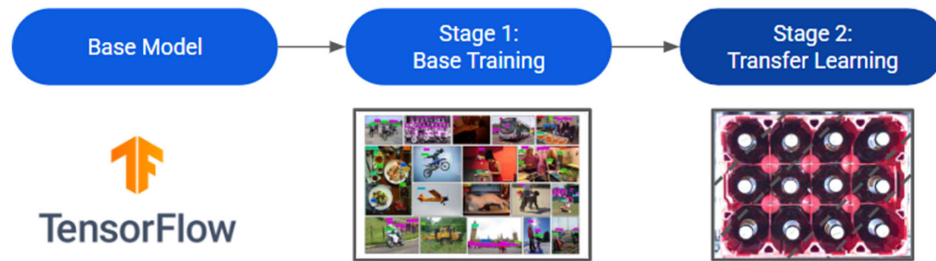 Base Model
Stage 1:
Base Training
Stage 2:
Transfer Learning
TensorFlow